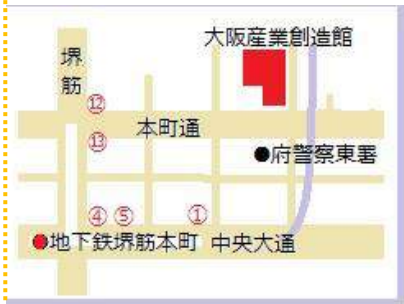 大阪産業創造館
堺筋
⑫
本町通
⑬
●府警察東署
④ ⑤ ①
●地下鉄堺筋本町 中央大通